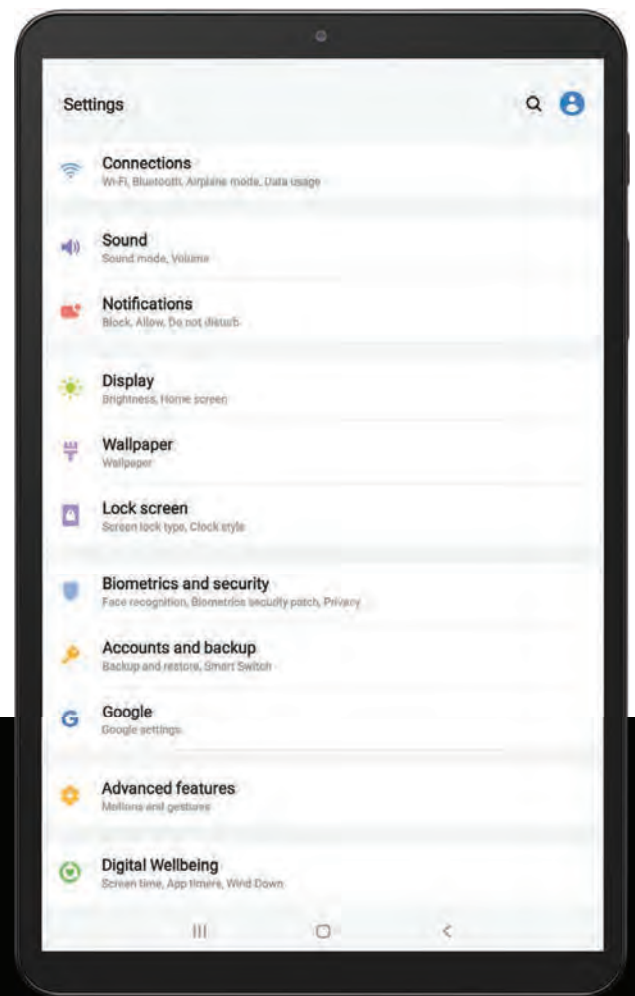 Settings
Connections
Wi-Fi, Bluetooth, Airplane mode, Data usage
Sound
Sound mode, Volume
Notifications
Block, Allow, Do not disturb
Display
Brightness, Home screen
Wallpaper
Wallpaper
Lock screen
Screen lock type, Clock style
Biometrics and security
Face recognition, Biometrics security patch, Privacy
Accounts and backup
Backup and restore, Smart Switch
Google
Google settings
Advanced features
Motions and gestures
Digital Wellbeing
Screen time, App timers, Wind Down